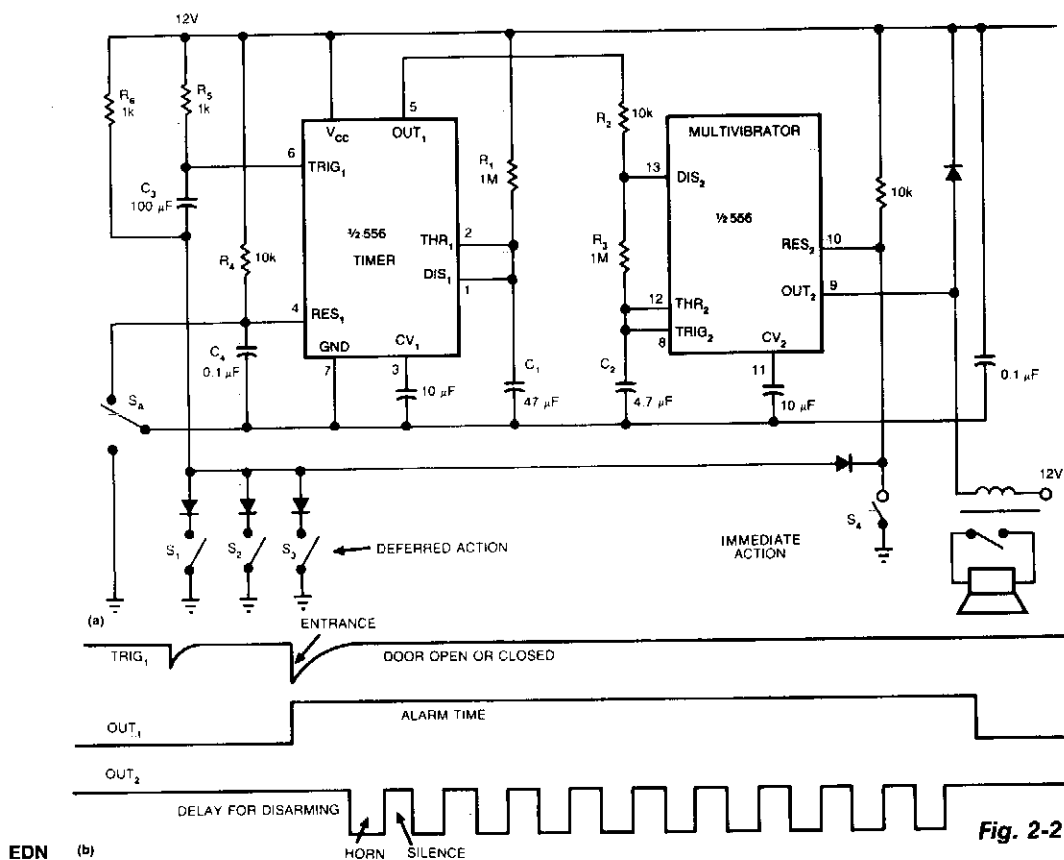 12V
R6
1k
R5
1k
5
VCC
OUT1
R2
10k
MULTIVIBRATOR
6
TRIG1
C3
100 µF
½ 556
TIMER
R1
1M
13
DIS2
½ 556
10k
R4
10k
2
THR1
R3
1M
DIS1
1
10
RES2
OUT2
9
4
RES1
12
THR2
TRIG2
8
C4
0.1 µF
GND
CV1
7
3
CV2
11
C1
C2
Sa
10 µF
47 µF
4.7 µF
10 µF
0.1 µF
12V
S1
S2
S3
DEFERRED ACTION
IMMEDIATE
ACTION
S4
(a)
ENTRANCE
TRIG1
DOOR OPEN OR CLOSED
ALARM TIME
OUT1
OUT2
DELAY FOR DISARMING
Fig. 2-2
EDN
(b)
HORN
SILENCE